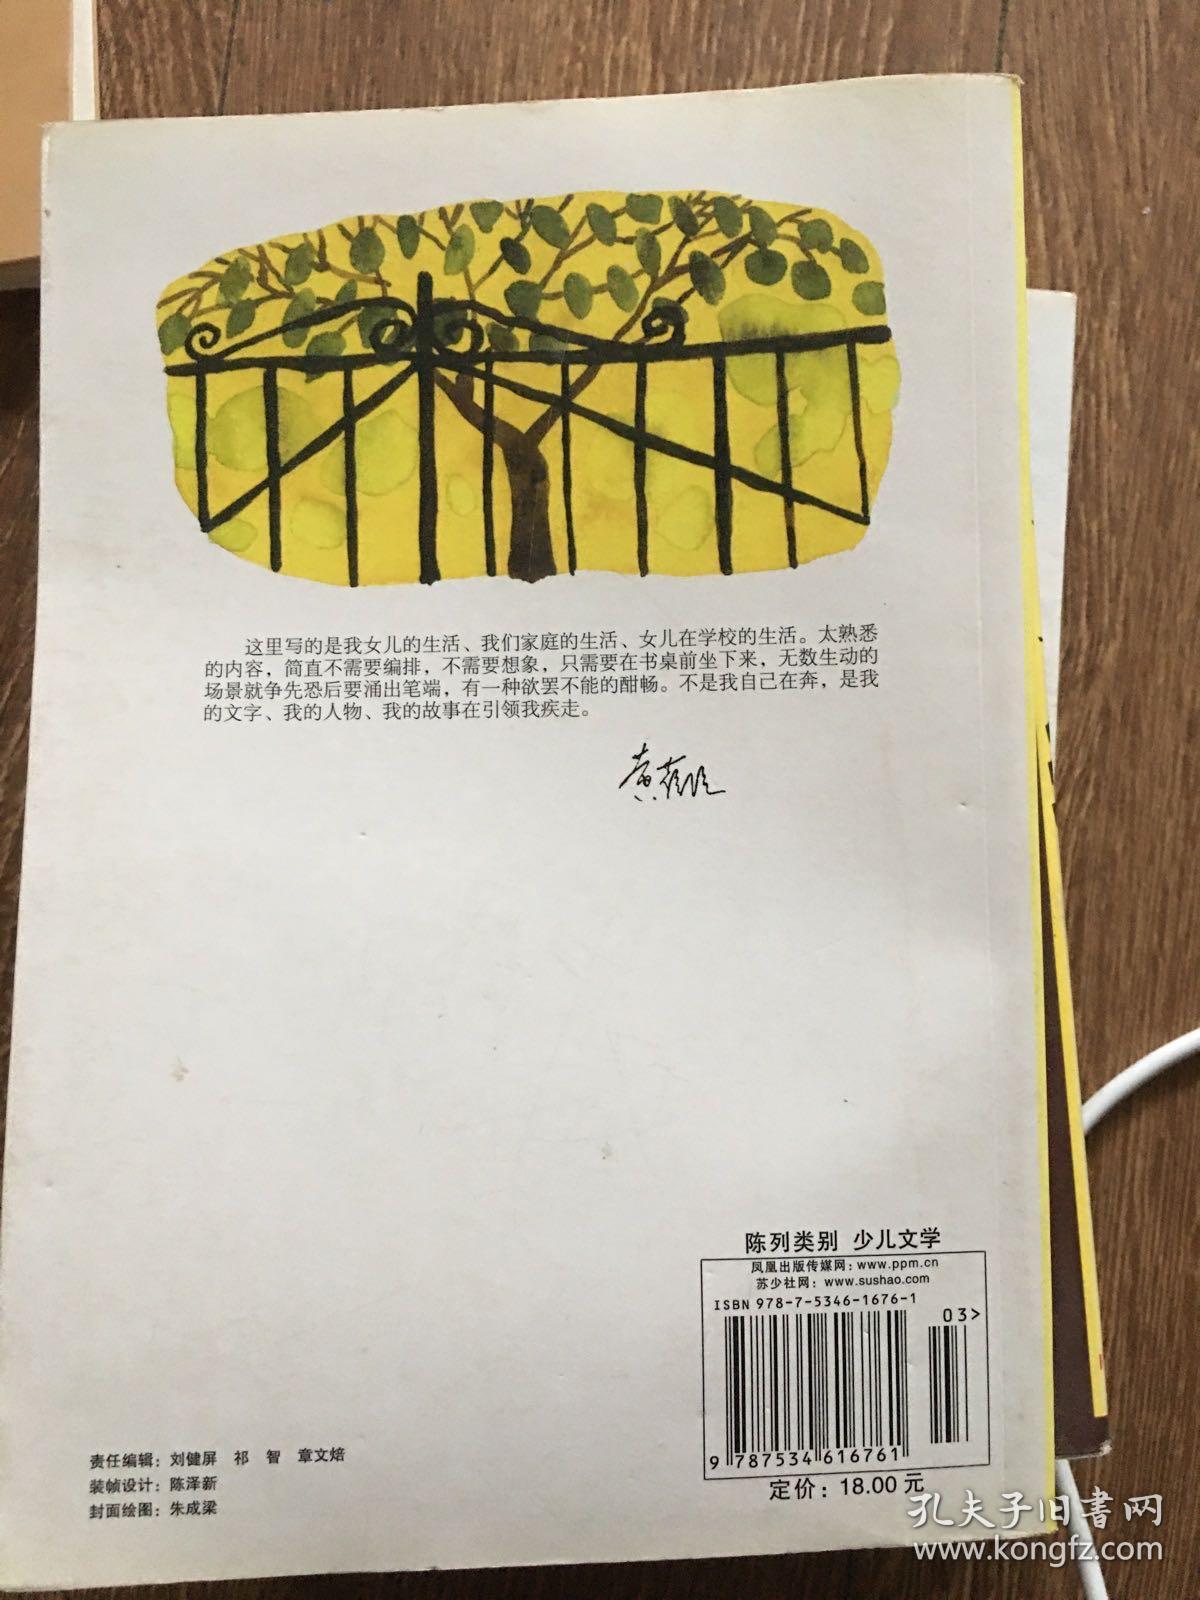 这里写的是我女儿的生活、我们家庭的生活、女儿在学校的生活。太熟悉
的内容，简直不需要编排，不需要想象，只需要在书桌前坐下来，无数生动的
场景就争先恐后要涌出笔端，有一种欲罢不能的酣畅。不是我自己在奔，是我
的文字、我的人物、我的故事在引领我疾走。
黄蓓佳
陈列类别 少儿文学
凤凰出版传媒网：www.ppm.cn
苏少社网：www.sushao.com
ISBN 978-7-5346-1676-1
03>
9 787534 616761
定价：18.00 元
责任编辑：刘健屏 祁 智 章文焙
装帧设计：陈泽新
封面绘图：朱成梁
孔夫子旧书网
www.kongfz.com